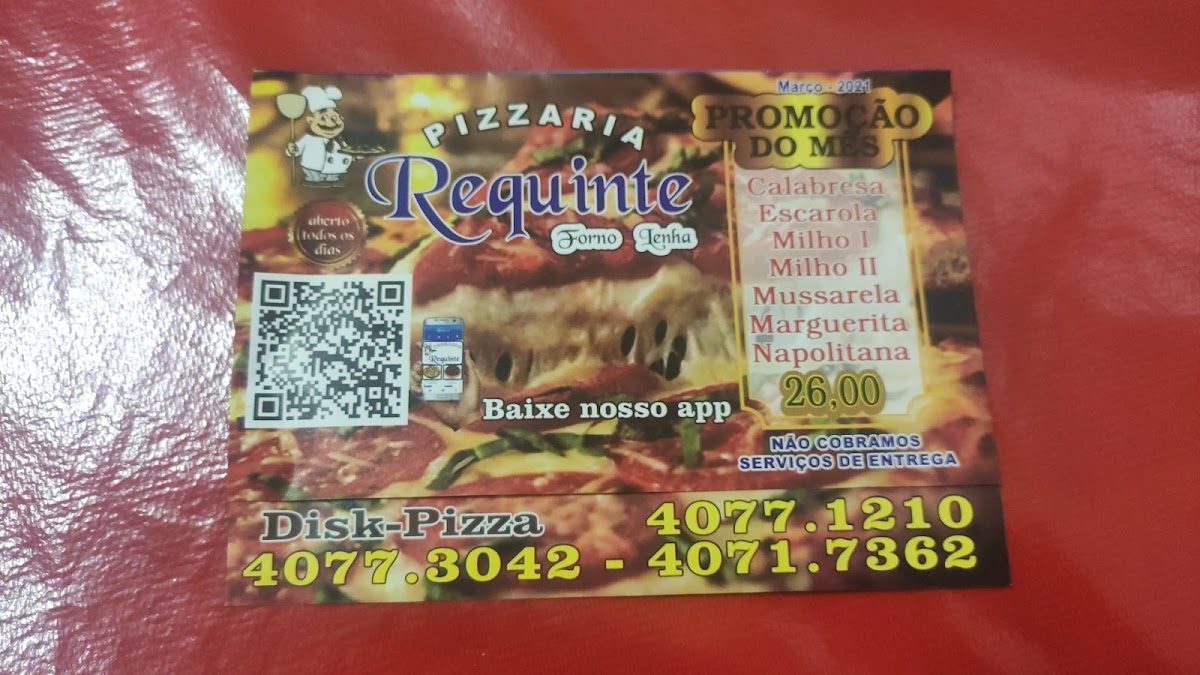 PIZZARIA
Requinte
Forno Lenha
aberto
todos os
dias
Requinte
Baixe nosso app
Março - 2021
PROMOÇÃO
DO MÊS
Calabresa
Escarola
Milho I
Milho II
Mussarela
Marguerita
Napolitana
26,00
NÃO COBRAMOS
SERVIÇOS DE ENTREGA
Disk-Pizza 4077.1210
4077.3042 - 4071.7362